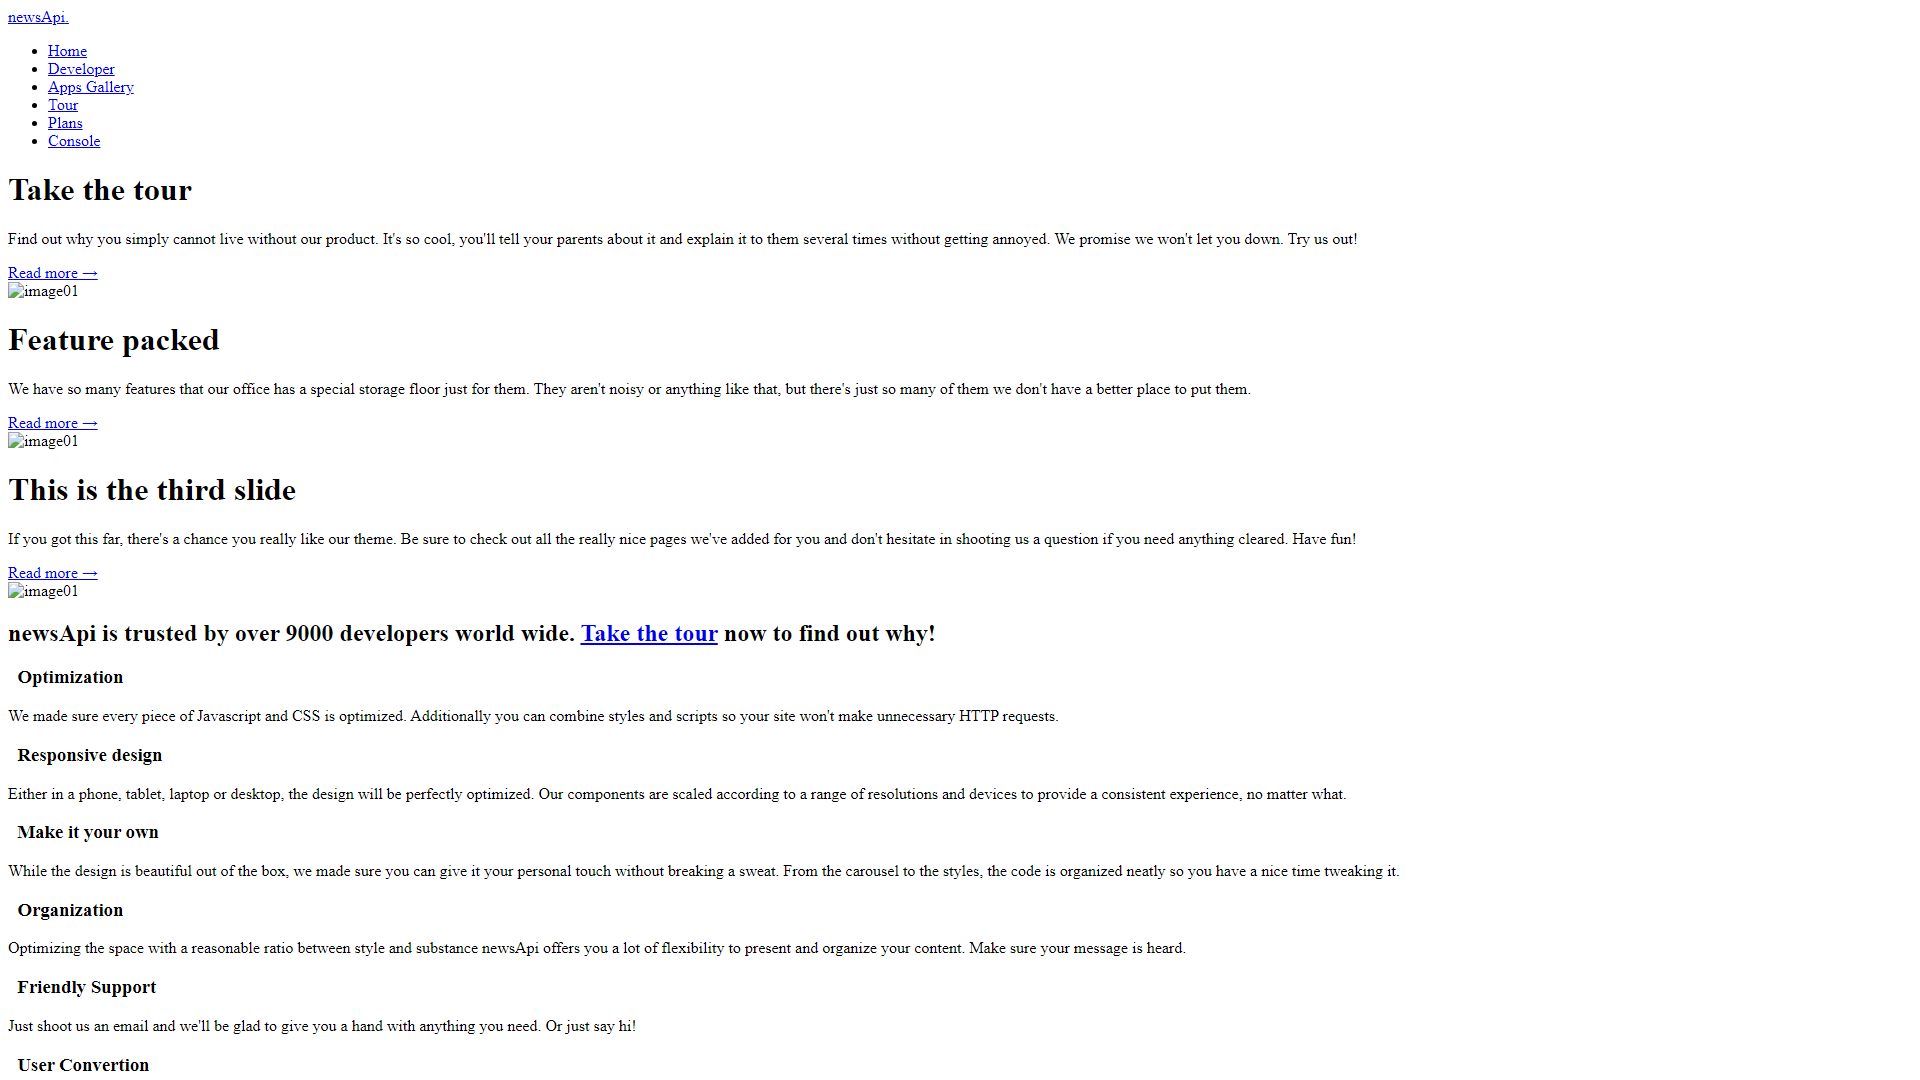 newsApi.
Home
Developer
Apps Gallery
Tour
Plans
Console
Take the tour
Find out why you simply cannot live without our product. It's so cool, you'll tell your parents about it and explain it to them several times without getting annoyed. We promise we won't let you down. Try us out!
Read more →
image01
Feature packed
We have so many features that our office has a special storage floor just for them. They aren't noisy or anything like that, but there's just so many of them we don't have a better place to put them.
Read more →
image01
This is the third slide
If you got this far, there's a chance you really like our theme. Be sure to check out all the really nice pages we've added for you and don't hesitate in shooting us a question if you need anything cleared. Have fun!
Read more →
image01
newsApi is trusted by over 9000 developers world wide. Take the tour now to find out why!
Optimization
We made sure every piece of Javascript and CSS is optimized. Additionally you can combine styles and scripts so your site won't make unnecessary HTTP requests.
Responsive design
Either in a phone, tablet, laptop or desktop, the design will be perfectly optimized. Our components are scaled according to a range of resolutions and devices to provide a consistent experience, no matter what.
Make it your own
While the design is beautiful out of the box, we made sure you can give it your personal touch without breaking a sweat. From the carousel to the styles, the code is organized neatly so you have a nice time tweaking it.
Organization
Optimizing the space with a reasonable ratio between style and substance newsApi offers you a lot of flexibility to present and organize your content. Make sure your message is heard.
Friendly Support
Just shoot us an email and we'll be glad to give you a hand with anything you need. Or just say hi!
User Convertion